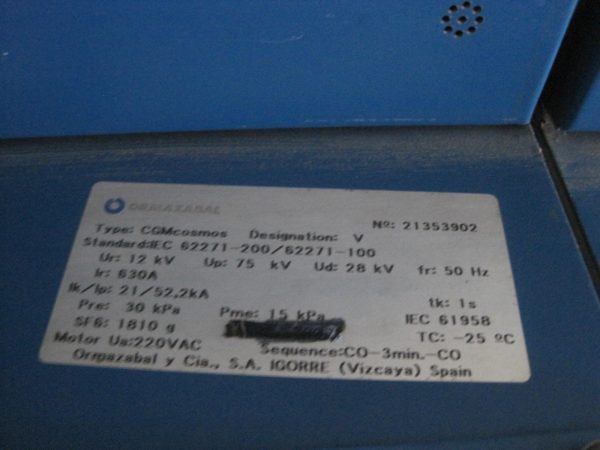 ORMAZABAL
Type: CGMcosmos Designation: V Nº: 21353902
Standard:IEC 62271-200/62271-100
Ur: 12 kV Up: 75 kV Ud: 28 kV fr: 50 Hz
Ir: 630A
Ik/Ip: 21/52,2kA tk: 1s
Pre: 30 kPa Pme: 15 kPa IEC 61958
SF6: 1810 g TC: -25 ºC
Motor Ua:220VAC Sequence:CO-3min.-CO
Ormazabal y Cia., S.A. IGORRE (Vizcaya) Spain